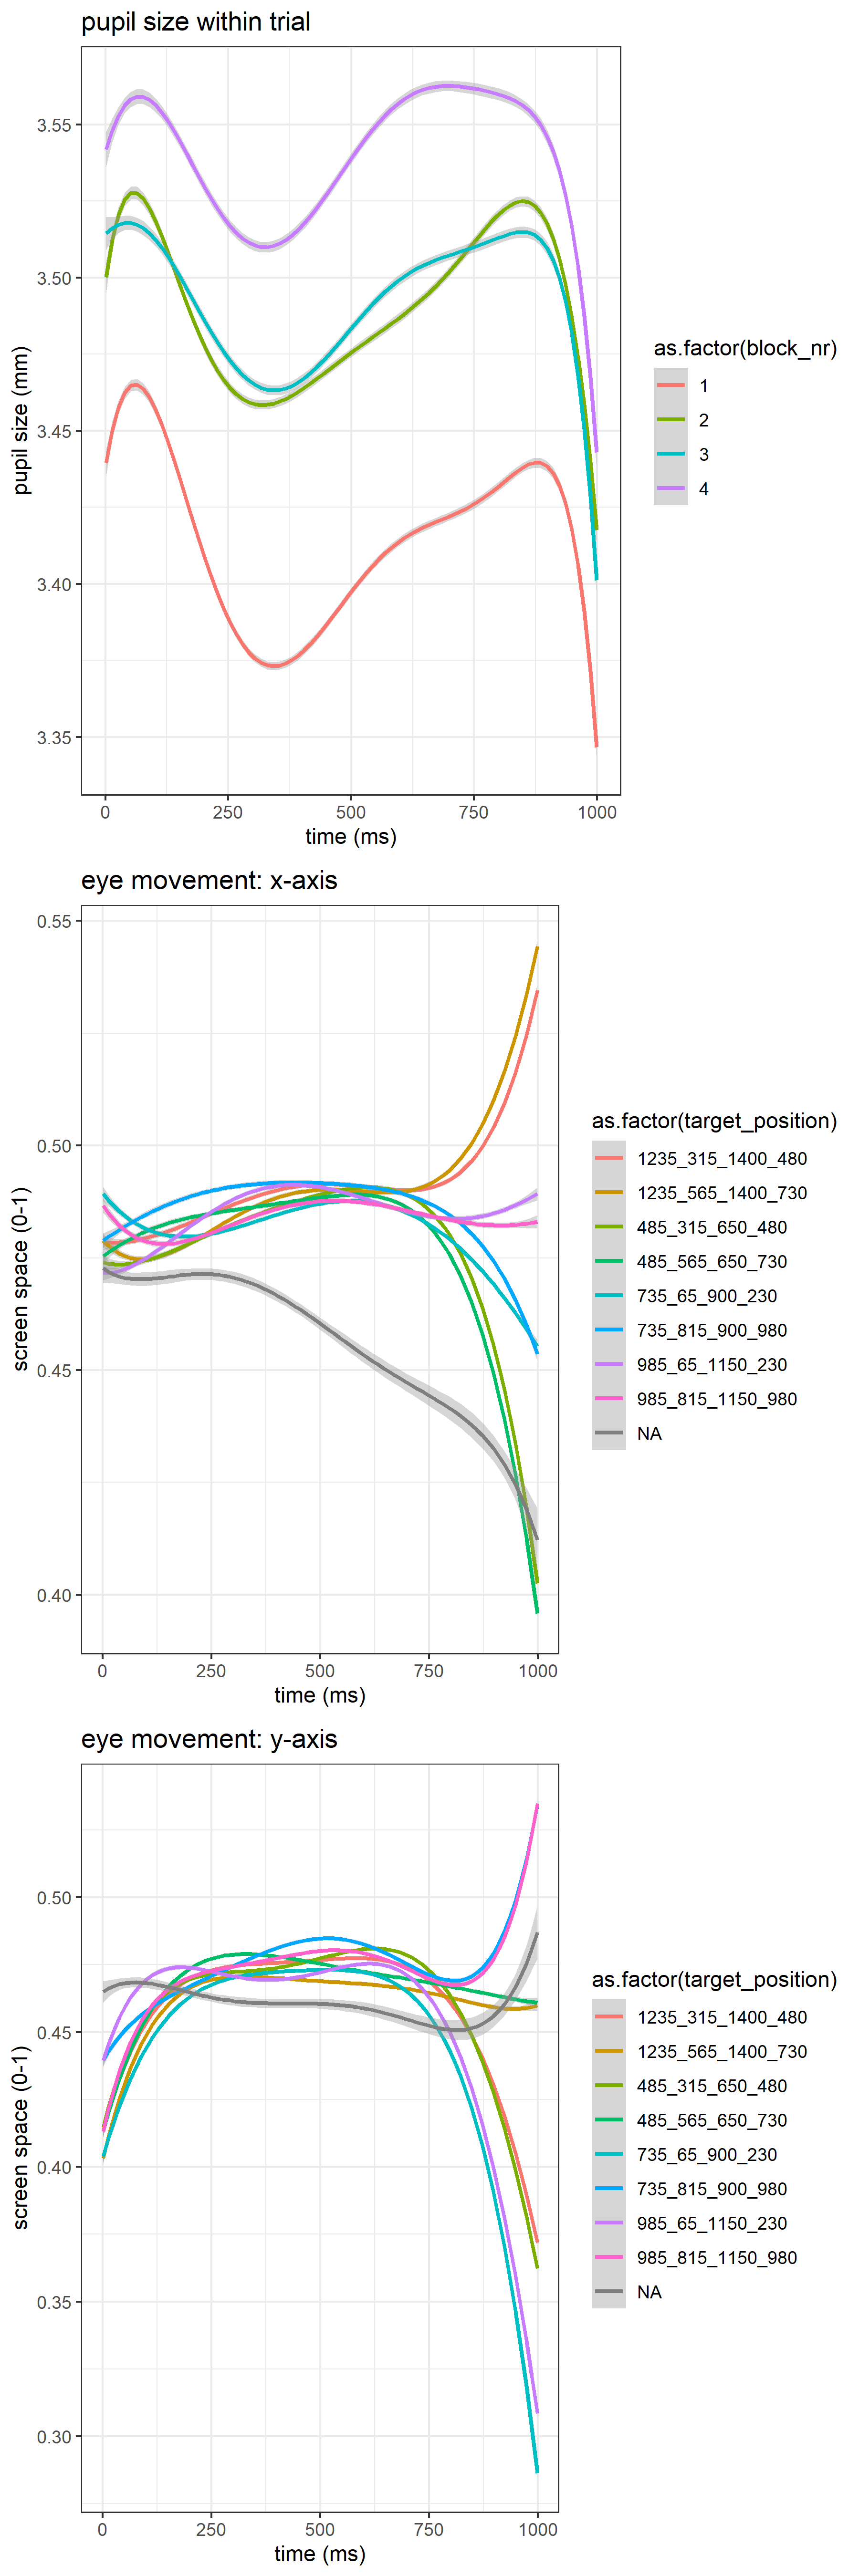 pupil size within trial
pupil size (mm)
3.55
3.50
3.45
3.40
3.35
0 250 500 750 1000
time (ms)
as.factor(block_nr)
1
2
3
4
eye movement: x-axis
screen space (0-1)
0.55
0.50
0.45
0.40
0 250 500 750 1000
time (ms)
as.factor(target_position)
1235_315_1400_480
1235_565_1400_730
485_315_650_480
485_565_650_730
735_65_900_230
735_815_900_980
985_65_1150_230
985_815_1150_980
NA
eye movement: y-axis
screen space (0-1)
0.50
0.45
0.40
0.35
0.30
0 250 500 750 1000
time (ms)
as.factor(target_position)
1235_315_1400_480
1235_565_1400_730
485_315_650_480
485_565_650_730
735_65_900_230
735_815_900_980
985_65_1150_230
985_815_1150_980
NA